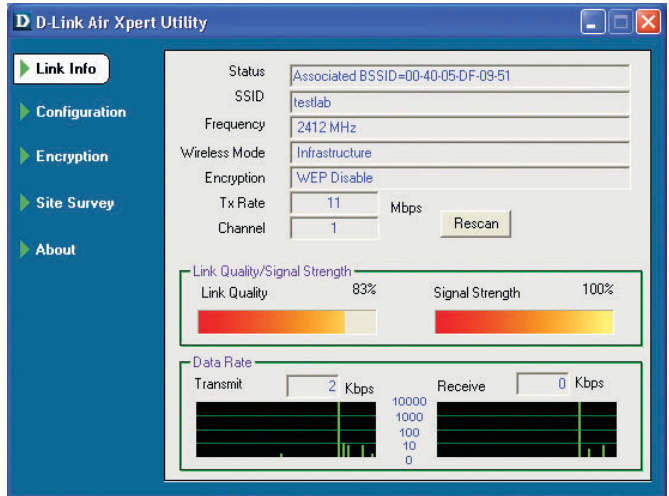 D D-Link Air Xpert Utility
Link Info
Configuration
Encryption
Site Survey
About
Status Associated BSSID=00-40-05-DF-09-51
SSID testlab
Frequency 2412 MHz
Wireless Mode Infrastructure
Encryption WEP Disable
Tx Rate 11 Mbps
Channel 1
Rescan
Link Quality/Signal Strength
Link Quality 83% Signal Strength 100%
Data Rate
Transmit 2 Kbps Receive 0 Kbps
10000
1000
100
10
0